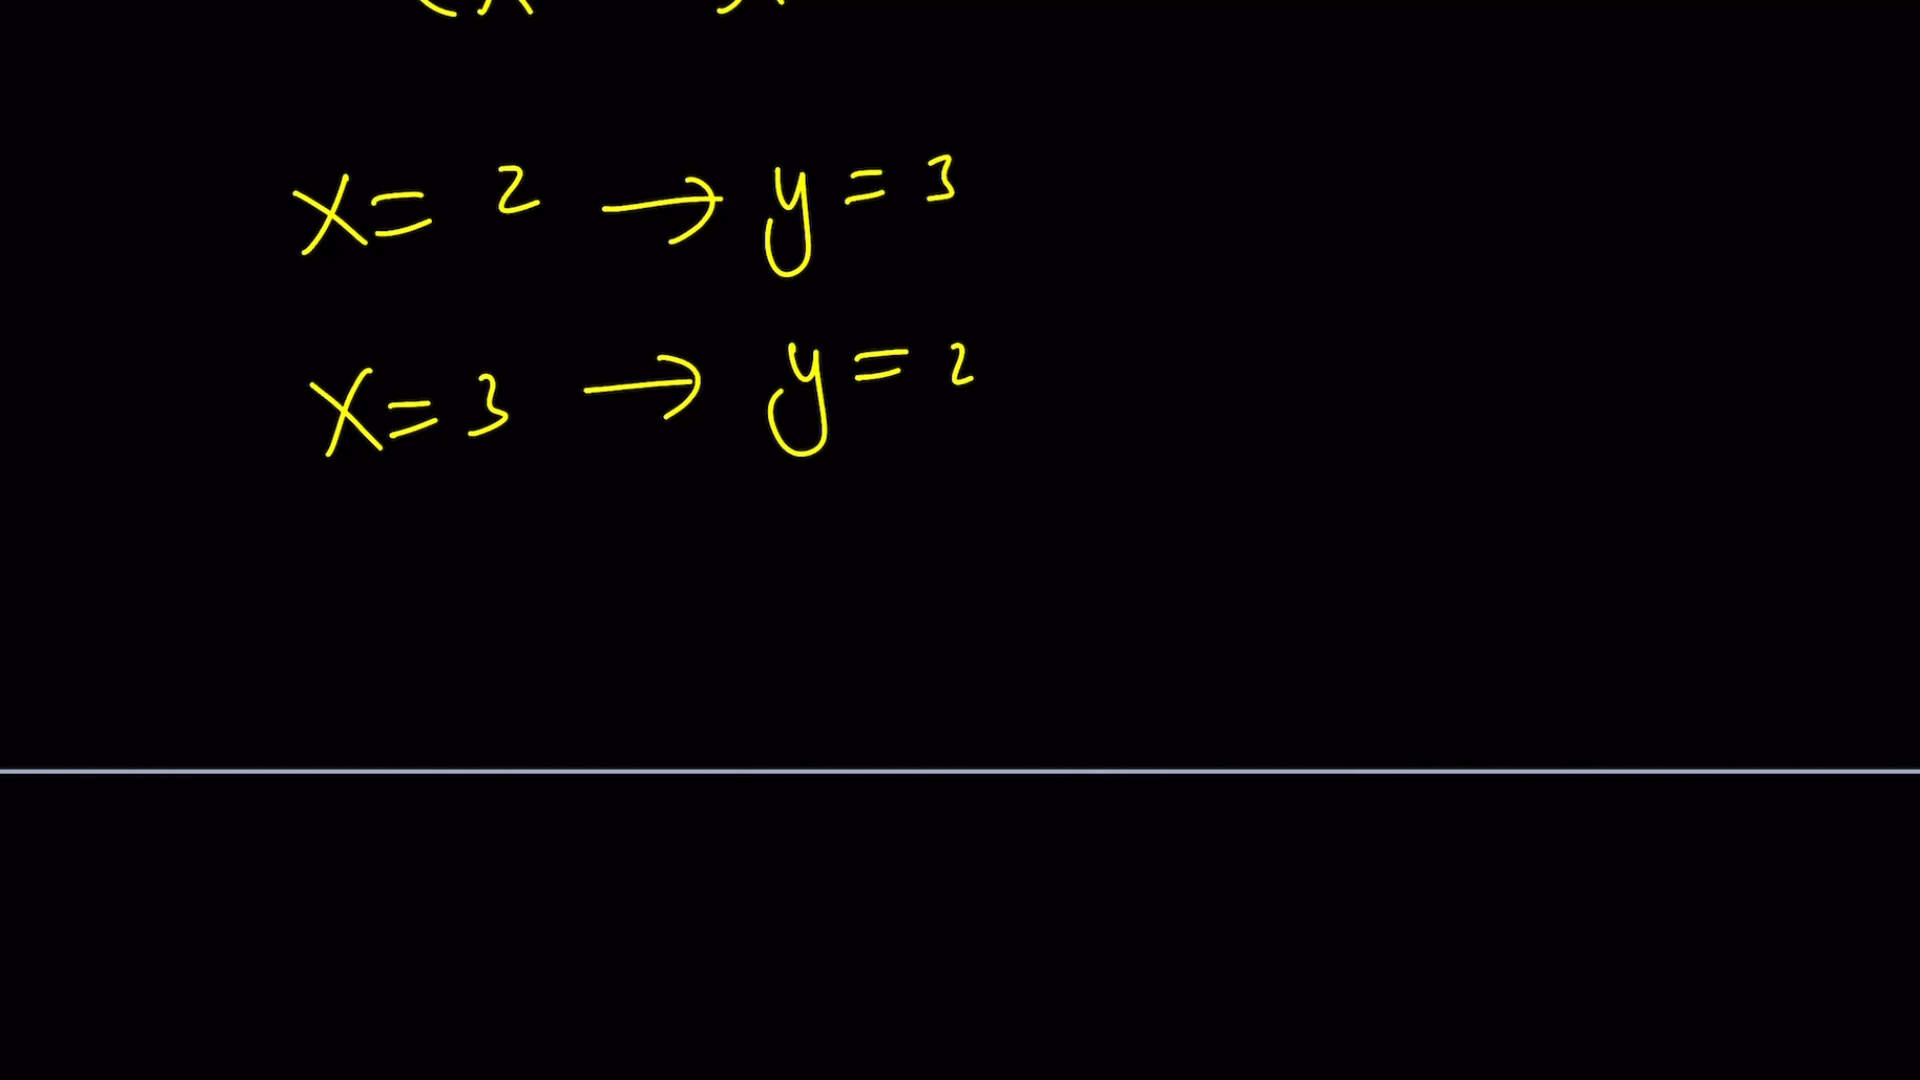 x = 2 → y = 3
x = 3 → y = 2